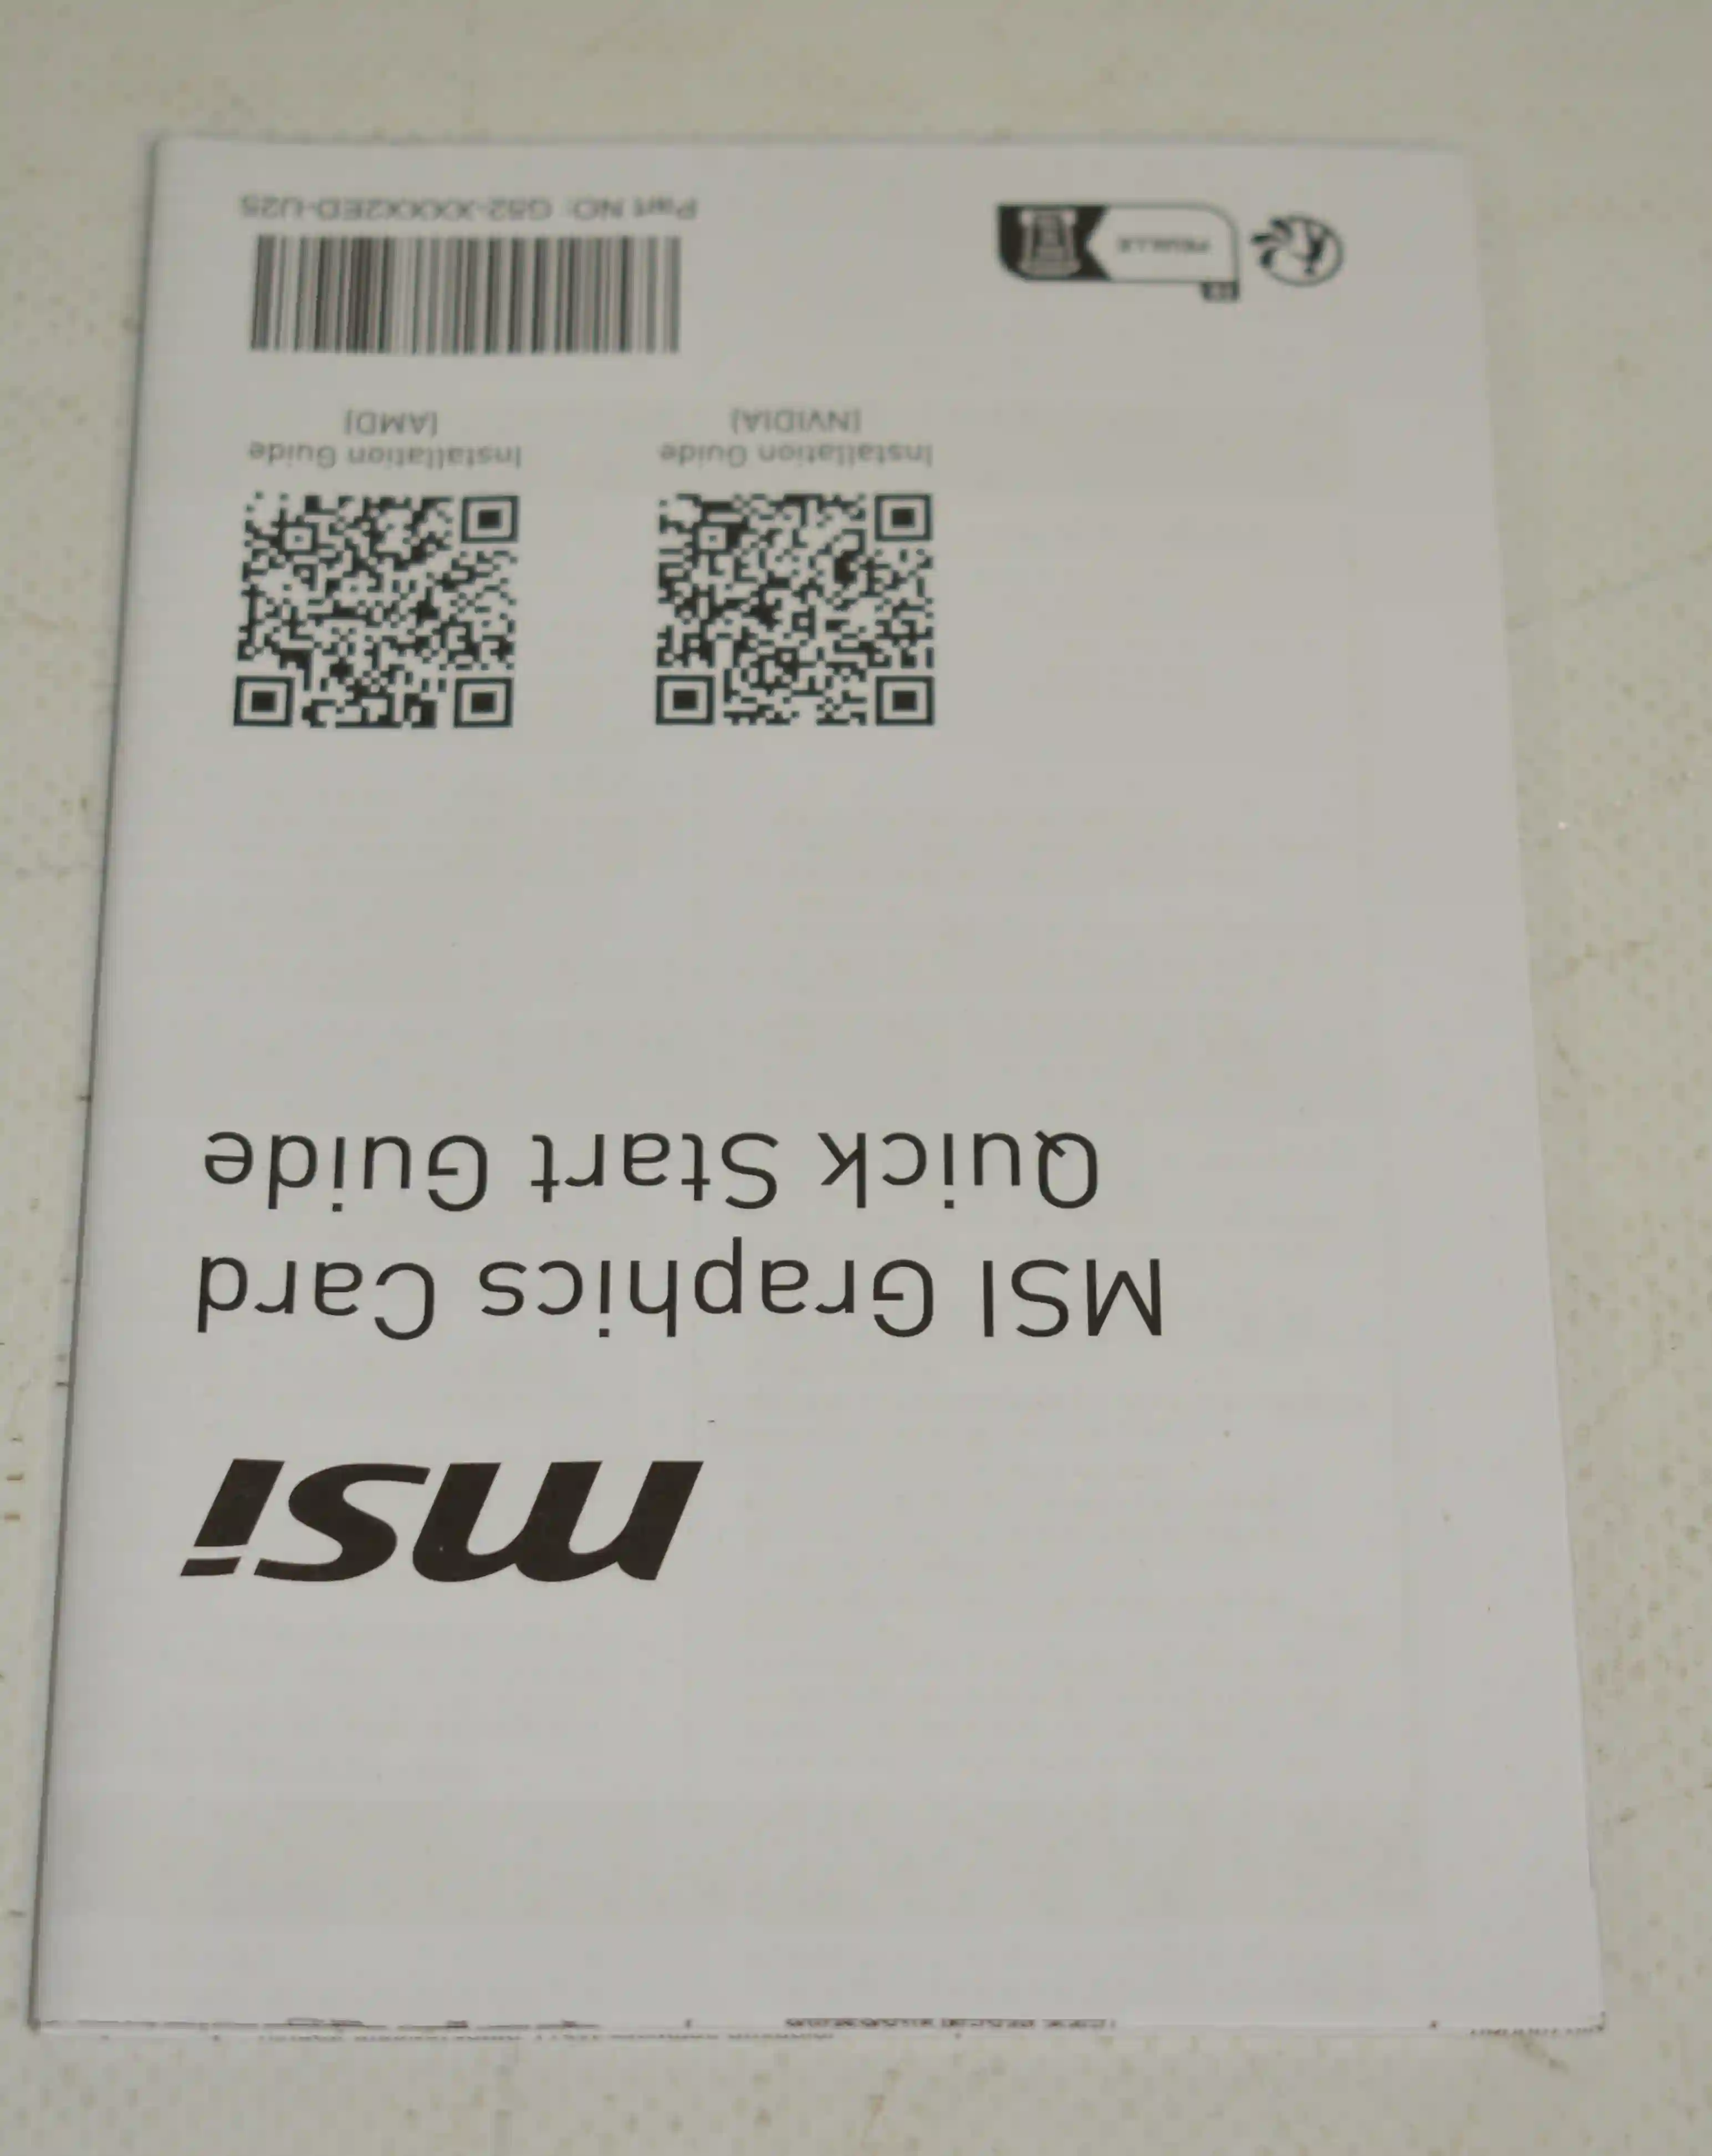 msi
MSI Graphics Card
Quick Start Guide
Installation Guide
(NVIDIA)
Installation Guide
(AMD)
Part NO: G52-XXXX2ED-U25